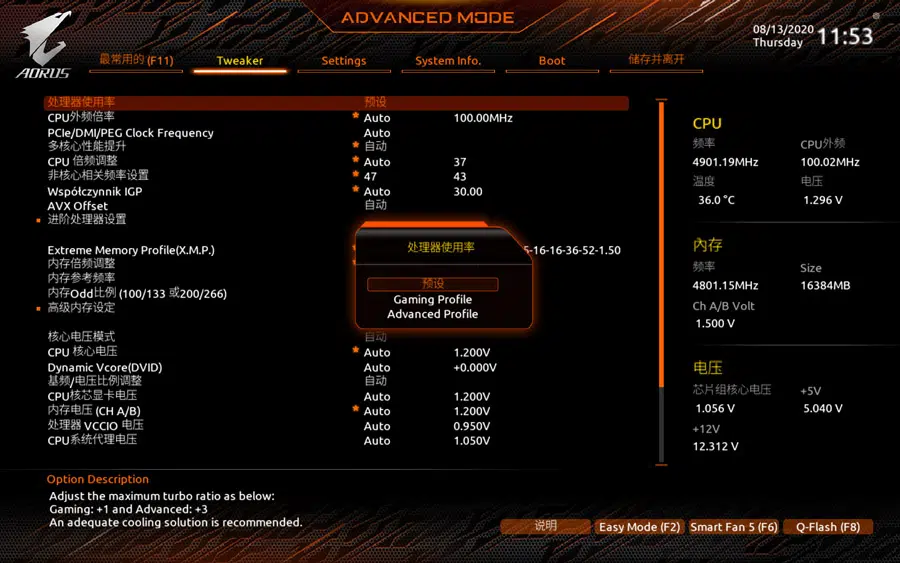 ADVANCED MODE
AORUS
08/13/2020
Thursday
11:53
最常用的 (F11)
Tweaker
Settings
System Info.
Boot
储存并离开
处理器使用率 预设
CPU外频倍率 * Auto 100.00MHz
PCIe/DMI/PEG Clock Frequency Auto
多核心性能提升 * 自动
CPU 倍频调整 * Auto 37
非核心相关频率设置 * 47 43
Współczynnik IGP * Auto 30.00
AVX Offset 自动
进阶处理器设置
Extreme Memory Profile(X.M.P.) 5-16-16-36-52-1.50
内存倍频调整
内存参考频率
内存Odd比例 (100/133 或200/266)
高级内存设定
核心电压模式 自动
CPU 核心电压 * Auto 1.200V
Dynamic Vcore(DVID) Auto +0.000V
基频/电压比例调整 自动
CPU核芯显卡电压 Auto 1.200V
内存电压 (CH A/B) * Auto 1.200V
处理器 VCCIO 电压 Auto 0.950V
CPU系统代理电压 Auto 1.050V
处理器使用率
预设
Gaming Profile
Advanced Profile
CPU
频率 CPU外频
4901.19MHz 100.02MHz
温度 电压
36.0 °C 1.296 V
內存
频率 Size
4801.15MHz 16384MB
Ch A/B Volt
1.500 V
电压
芯片组核心电压 +5V
1.056 V 5.040 V
+12V
12.312 V
Option Description
Adjust the maximum turbo ratio as below:
Gaming: +1 and Advanced: +3
An adequate cooling solution is recommended.
说明
Easy Mode (F2)
Smart Fan 5 (F6)
Q-Flash (F8)